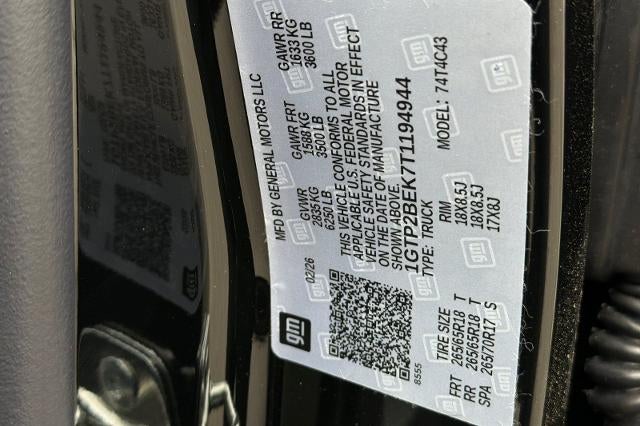 MFD BY GENERAL MOTORS LLC
02/26 GVWR GAWR FRT GAWR RR
2835 KG 1588 KG 1633 KG
6250 LB 3500 LB 3600 LB
THIS VEHICLE CONFORMS TO ALL
APPLICABLE U.S. FEDERAL MOTOR
VEHICLE SAFETY STANDARDS IN EFFECT
ON THE DATE OF MANUFACTURE
SHOWN ABOVE.
1GTP2BEK7T1194944
TYPE: TRUCK MODEL: 74T4C43
TIRE SIZE RIM
FRT 265/65R18 T 18X8.5J
RR 265/65R18 T 18X8.5J
SPA 265/70R17 S 17X8J
gm
8555